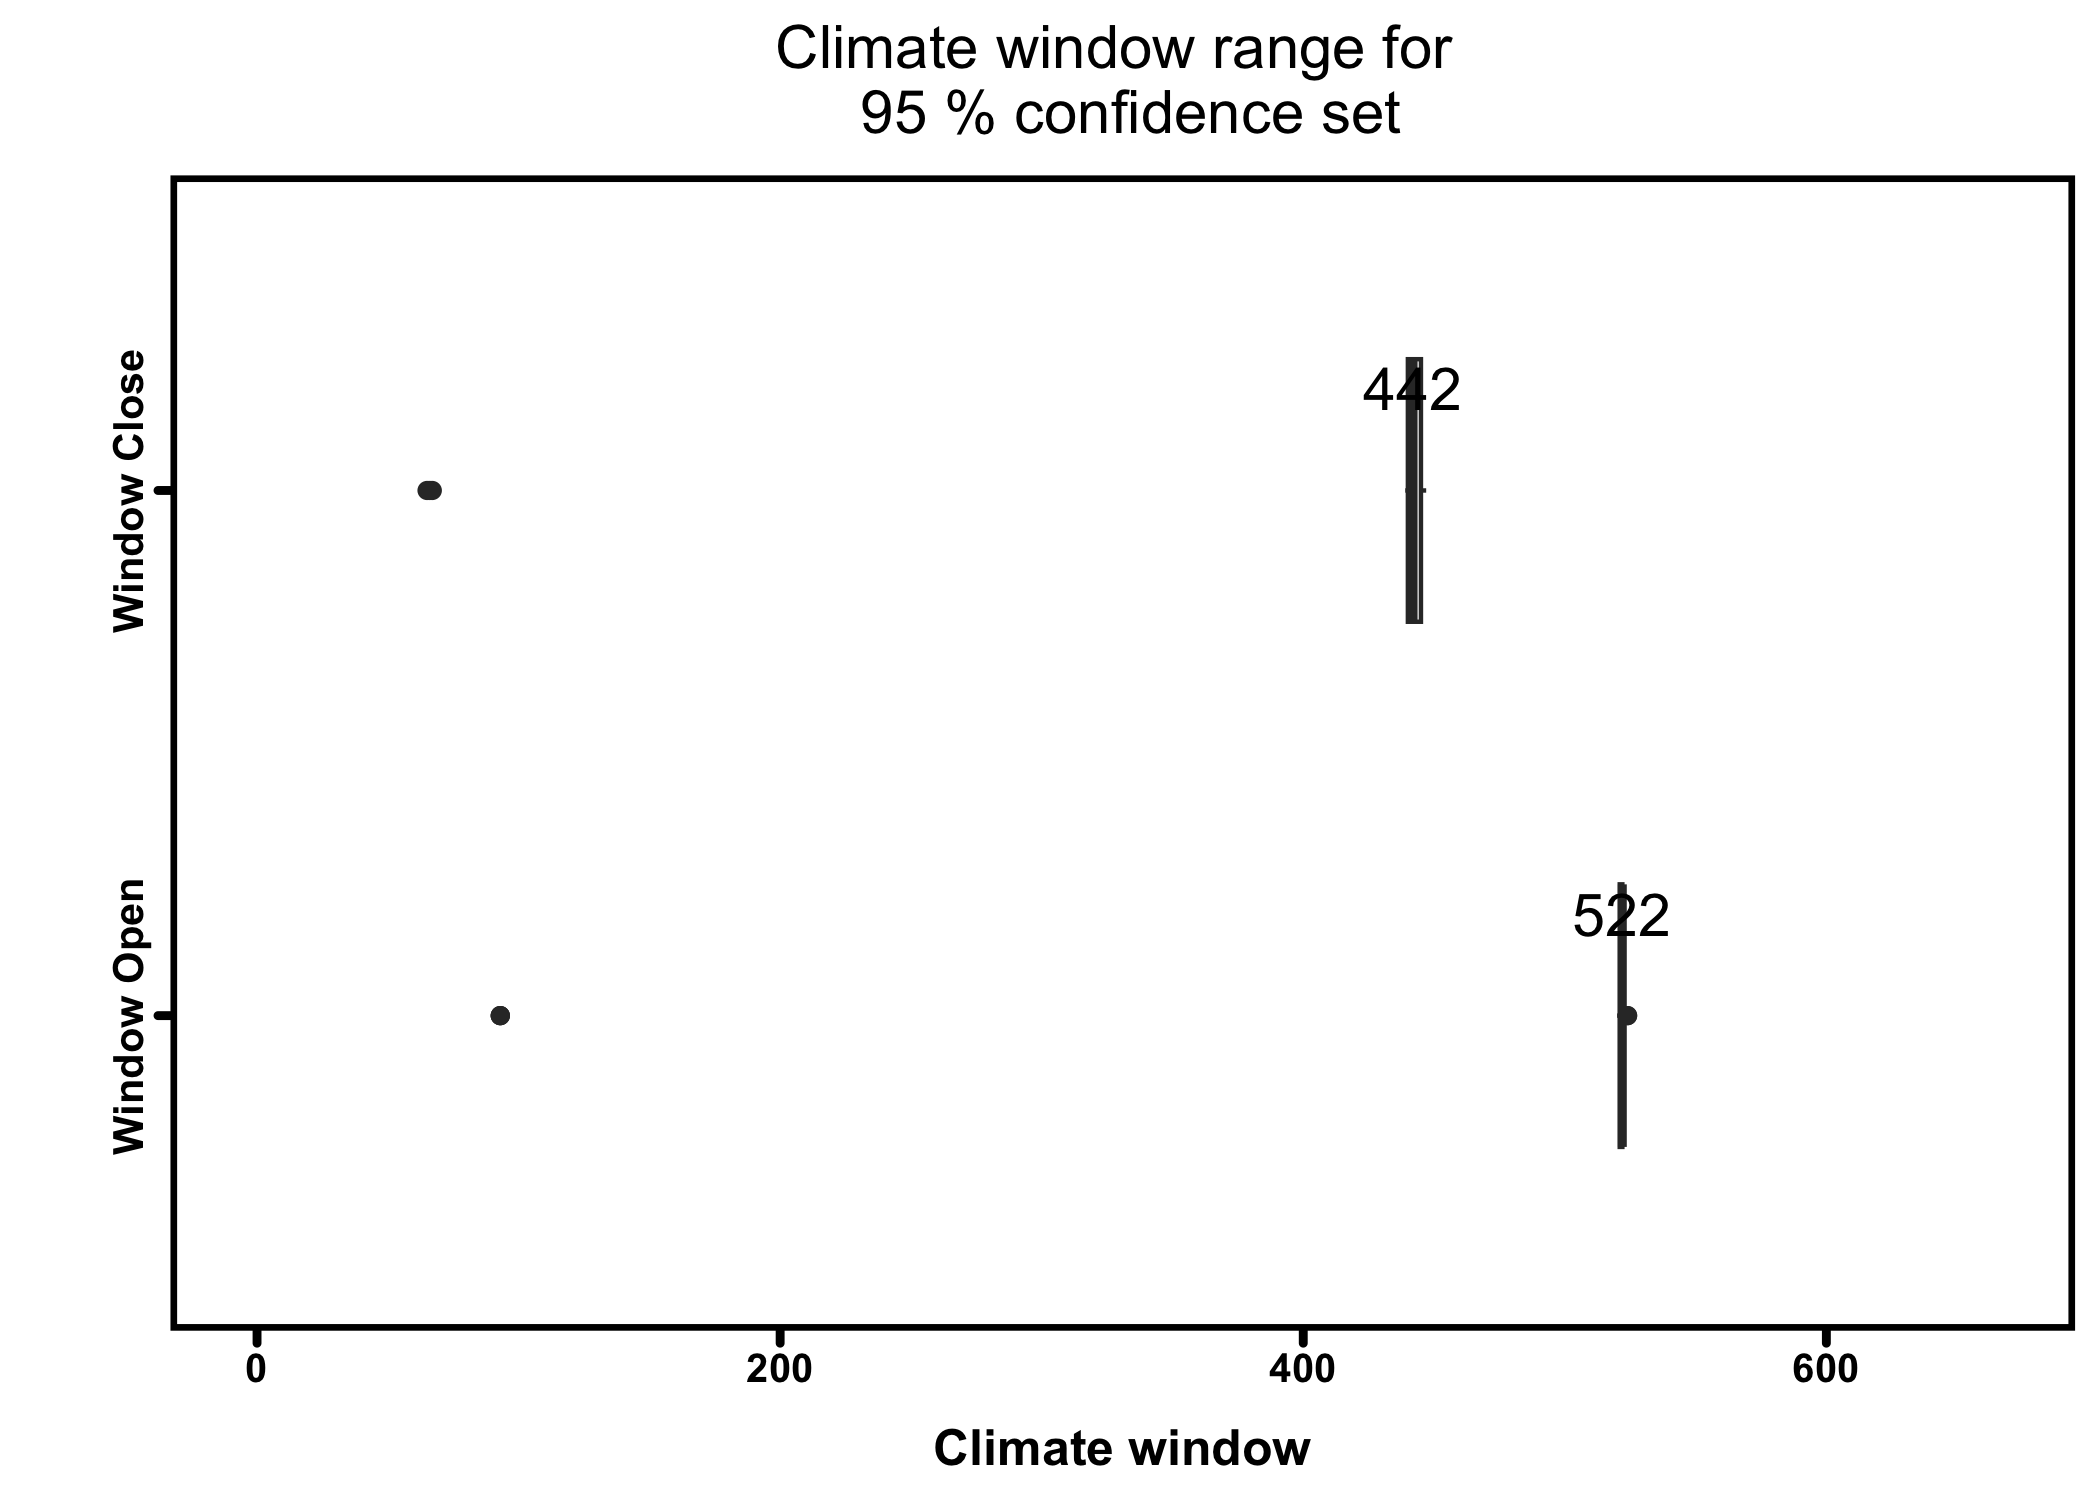 Climate window range for
95 % confidence set
Window Close
442
Window Open
522
0 200 400 600
Climate window